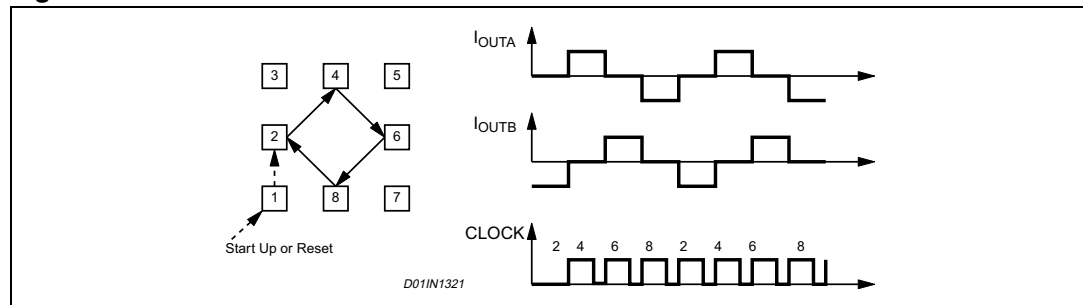 3 4 5
2 6
1 8 7
Start Up or Reset
D01IN1321
IOUTA
IOUTB
CLOCK
2 4 6 8 2 4 6 8